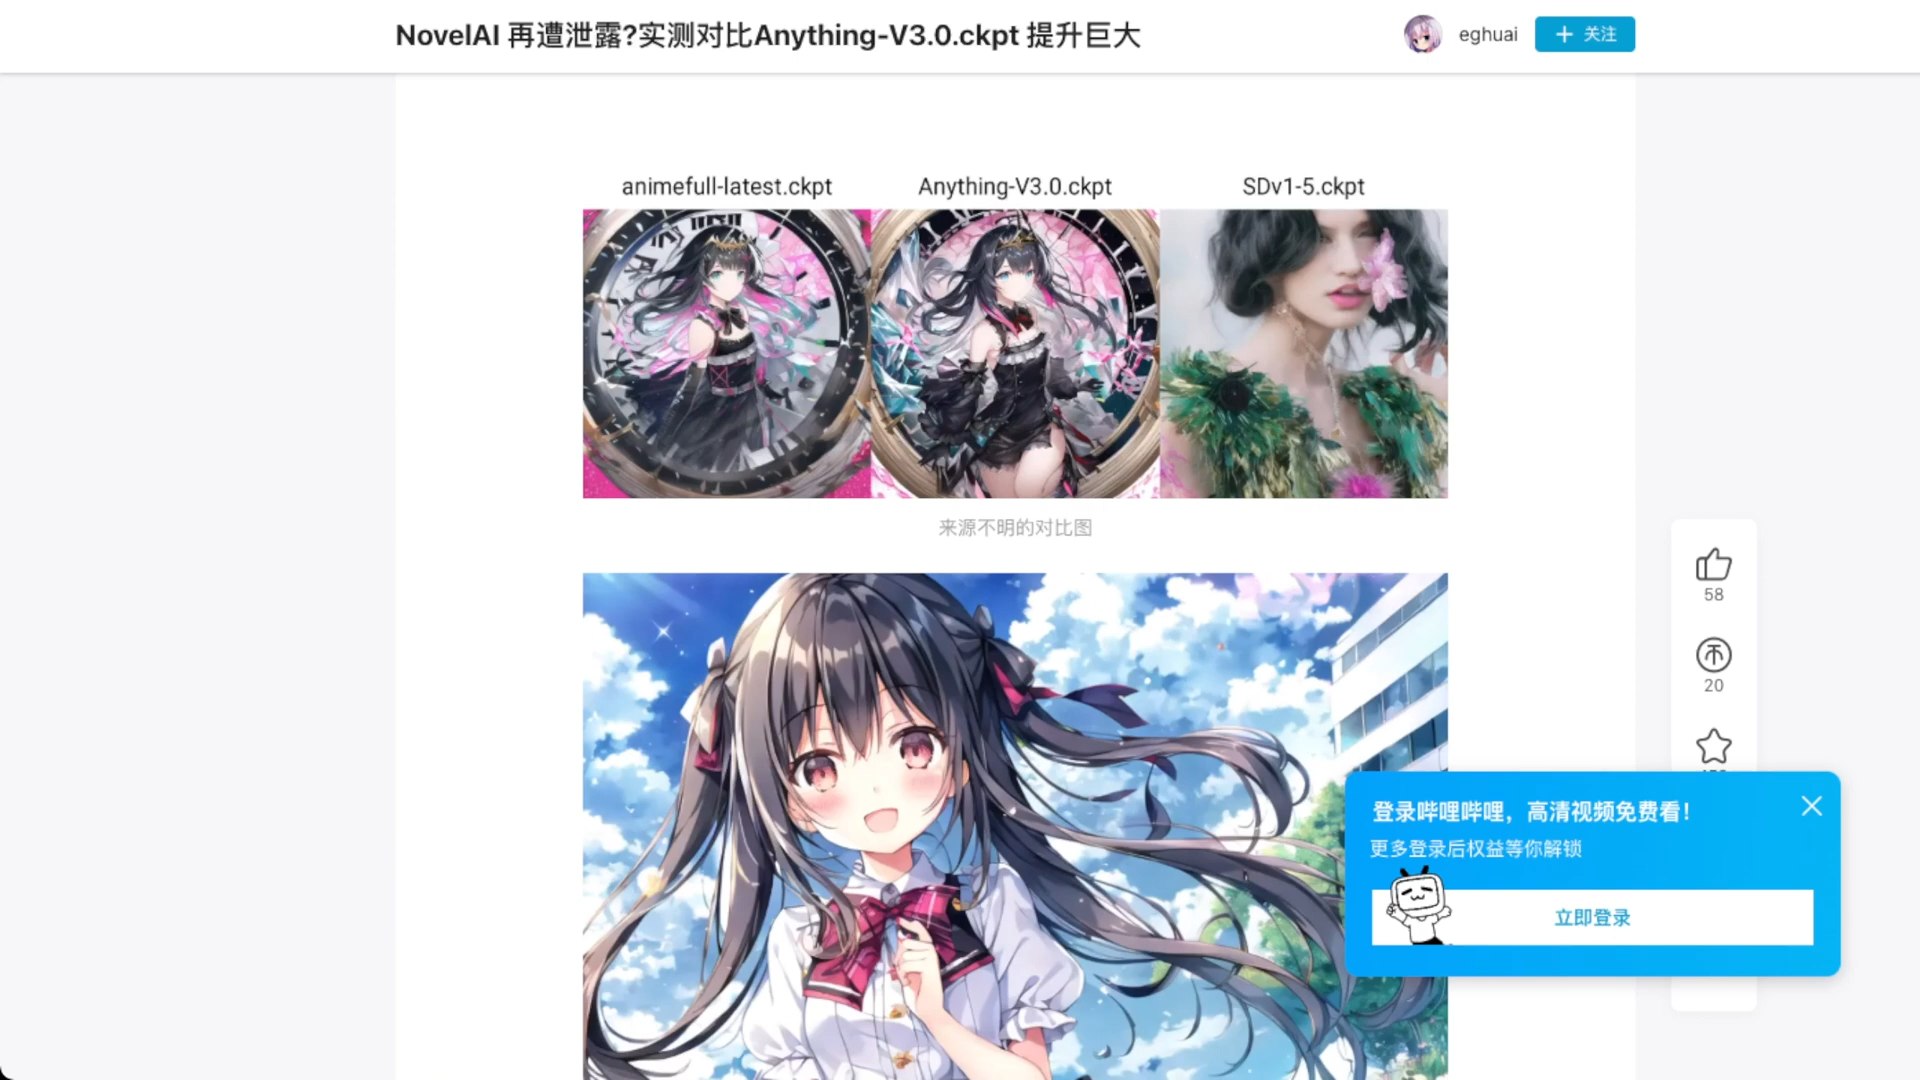 NovelAI 再遭泄露?实测对比Anything-V3.0.ckpt 提升巨大
eghuai
关注
animefull-latest.ckpt
Anything-V3.0.ckpt
SDv1-5.ckpt
来源不明的对比图
58
20
登录哔哩哔哩，高清视频免费看！
更多登录后权益等你解锁
立即登录